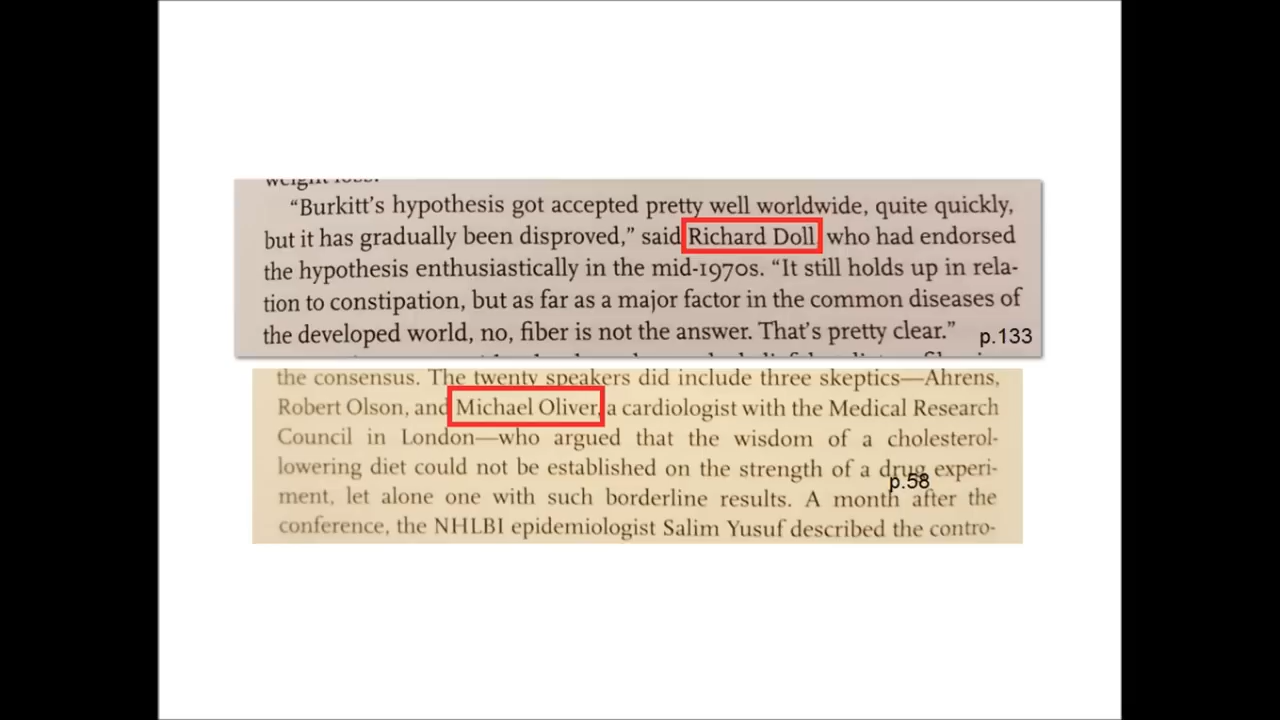 weight loss.
“Burkitt’s hypothesis got accepted pretty well worldwide, quite quickly,
but it has gradually been disproved,” said Richard Doll, who had endorsed
the hypothesis enthusiastically in the mid-1970s. “It still holds up in rela-
tion to constipation, but as far as a major factor in the common diseases of
the developed world, no, fiber is not the answer. That’s pretty clear.”
p.133
the consensus. The twenty speakers did include three skeptics—Ahrens,
Robert Olson, and Michael Oliver, a cardiologist with the Medical Research
Council in London—who argued that the wisdom of a cholesterol-
lowering diet could not be established on the strength of a drug experi-
p.58
ment, let alone one with such borderline results. A month after the
conference, the NHLBI epidemiologist Salim Yusuf described the contro-